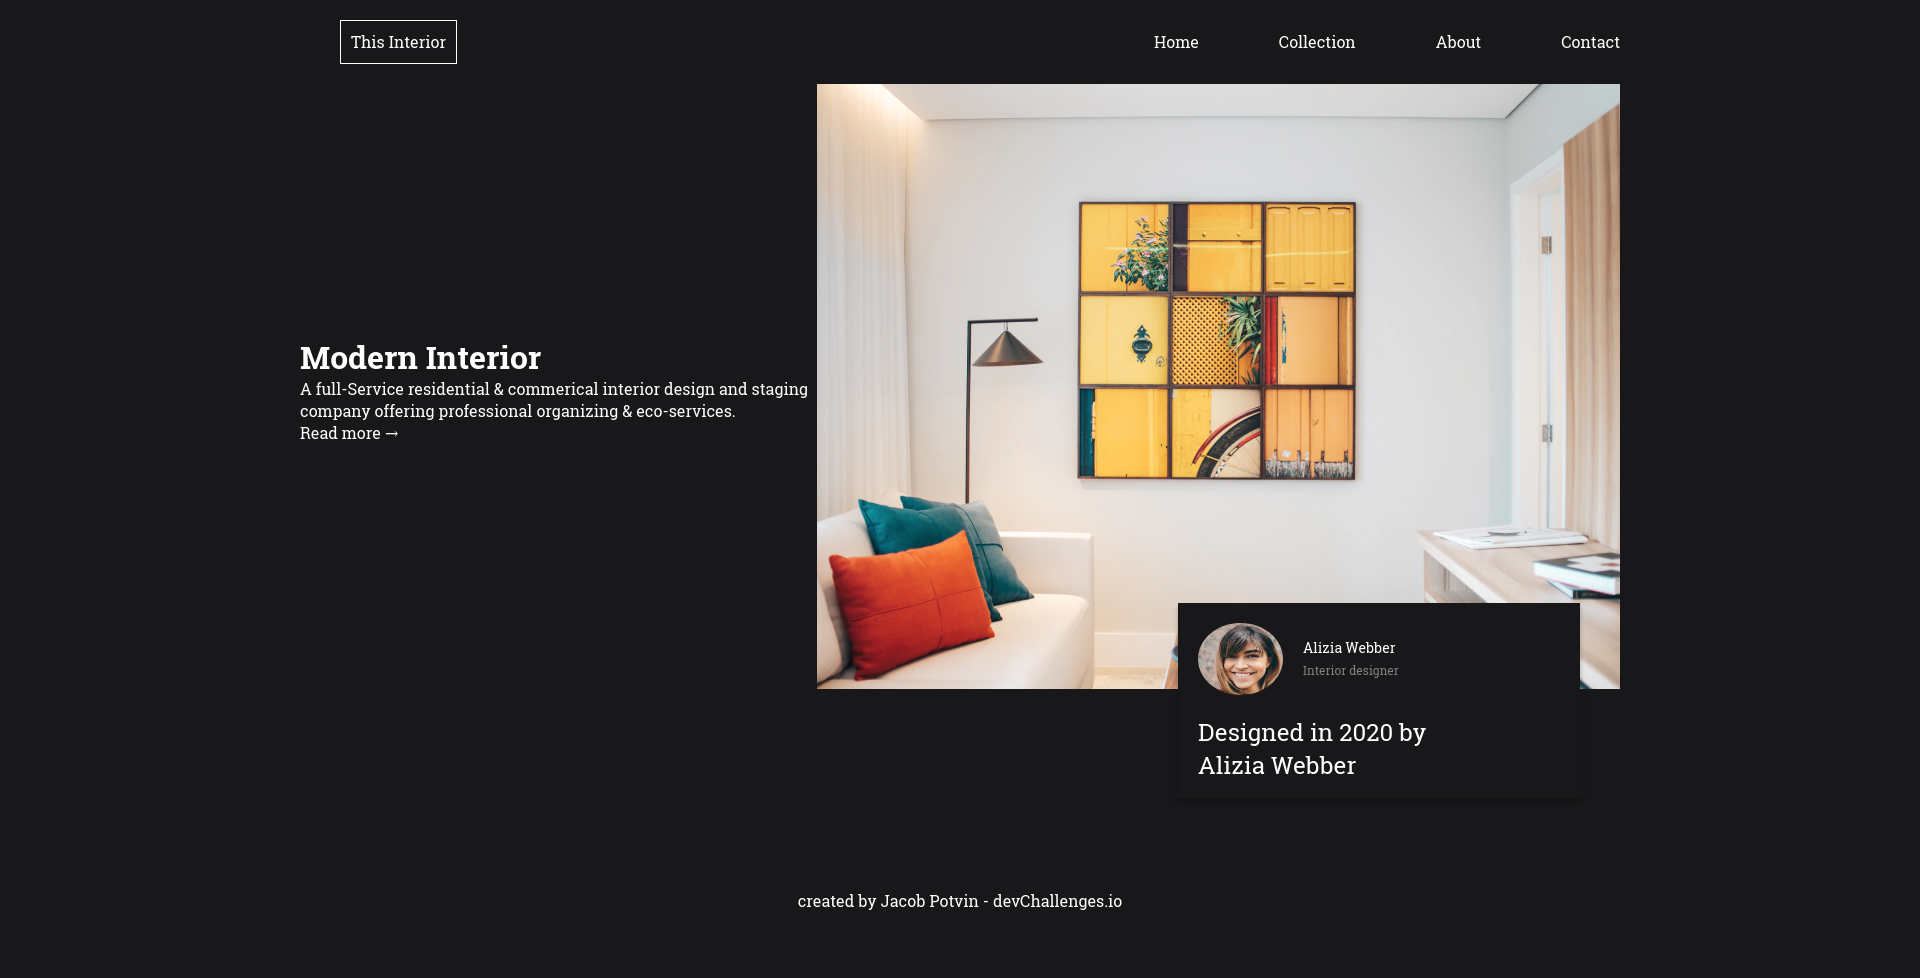 This Interior
Home
Collection
About
Contact
Modern Interior
A full-Service residential & commerical interior design and staging
company offering professional organizing & eco-services.
Read more →
Alizia Webber
Interior designer
Designed in 2020 by
Alizia Webber
created by Jacob Potvin - devChallenges.io